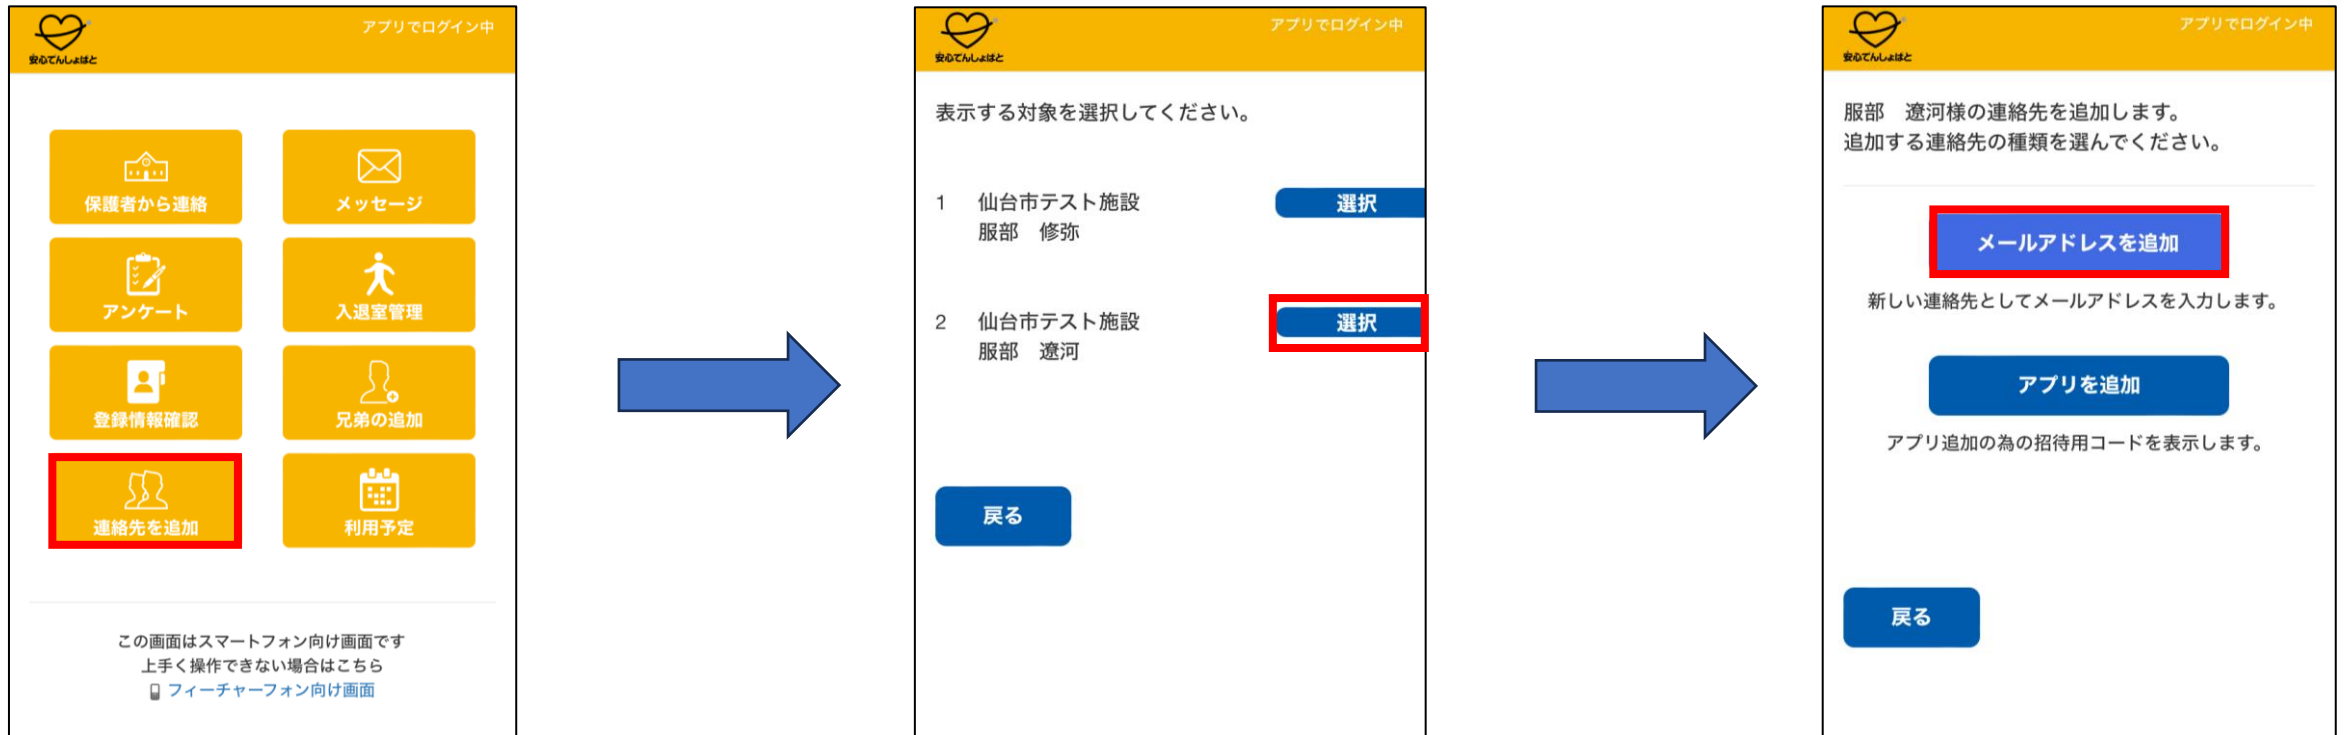 安心でんしょばと
アプリでログイン中
保護者から連絡
メッセージ
アンケート
入退室管理
登録情報確認
兄弟の追加
連絡先を追加
利用予定
この画面はスマートフォン向け画面です
上手く操作できない場合はこちら
フィーチャーフォン向け画面
安心でんしょばと
アプリでログイン中
表示する対象を選択してください。
1 仙台市テスト施設
服部　修弥
選択
2 仙台市テスト施設
服部　遼河
選択
戻る
安心でんしょばと
アプリでログイン中
服部　遼河様の連絡先を追加します。
追加する連絡先の種類を選んでください。
メールアドレスを追加
新しい連絡先としてメールアドレスを入力します。
アプリを追加
アプリ追加の為の招待用コードを表示します。
戻る